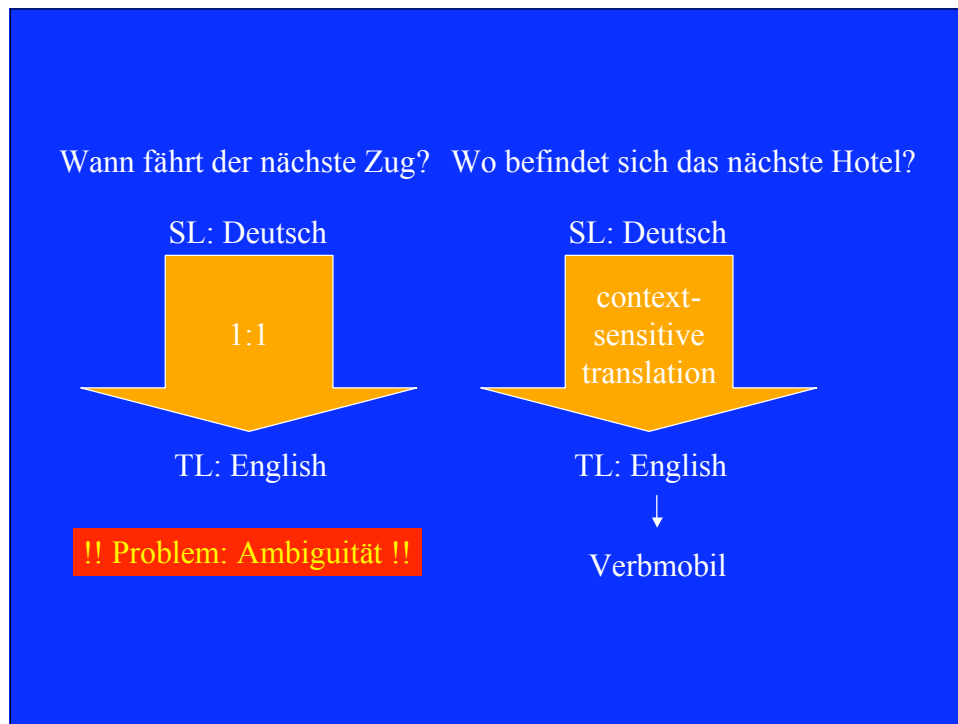 Wann fährt der nächste Zug?
SL: Deutsch
1:1
TL: English
!! Problem: Ambiguität !!
Wo befindet sich das nächste Hotel?
SL: Deutsch
context-
sensitive
translation
TL: English
Verbmobil